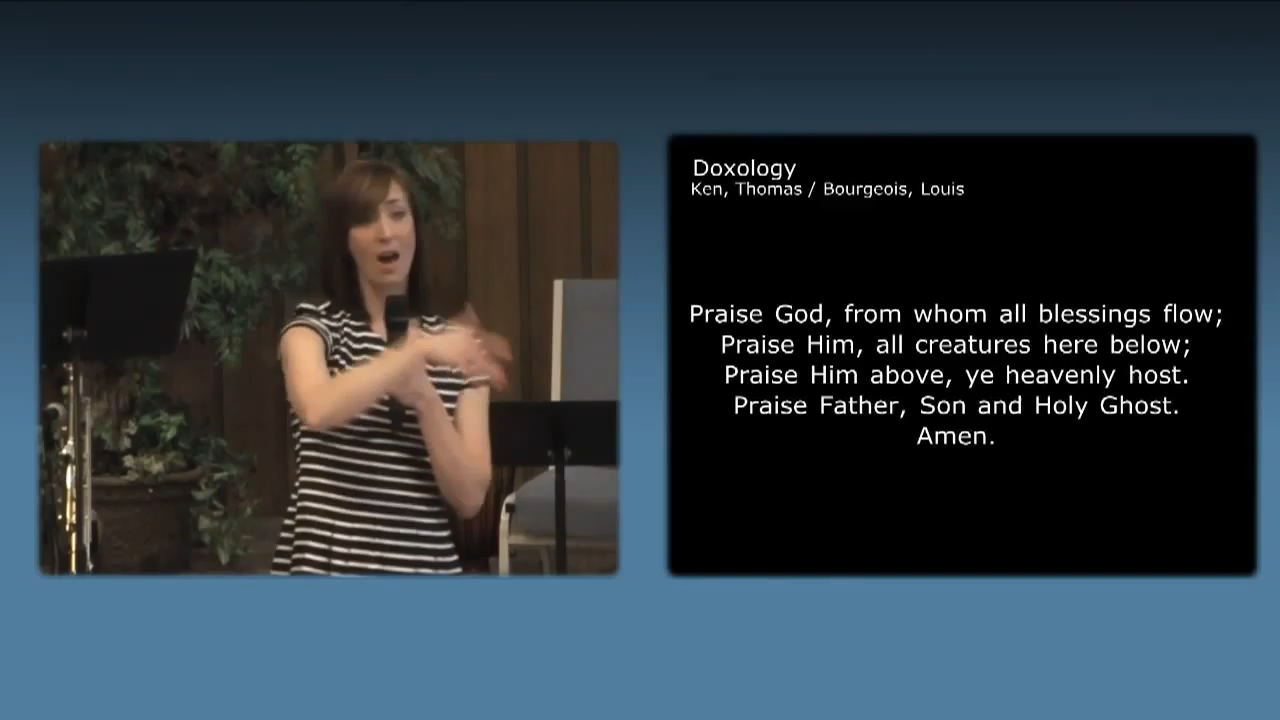 Doxology
Ken, Thomas / Bourgeois, Louis
Praise God, from whom all blessings flow;
Praise Him, all creatures here below;
Praise Him above, ye heavenly host.
Praise Father, Son and Holy Ghost.
Amen.